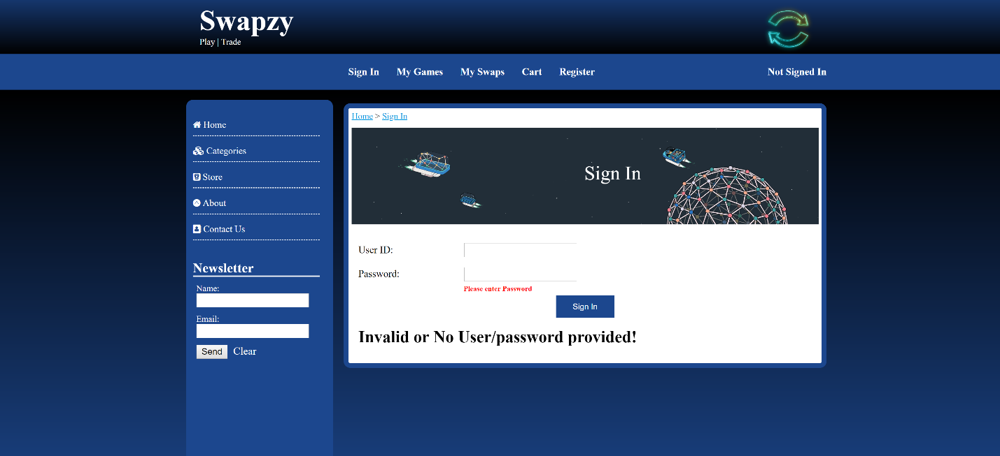 Swapzy
Play | Trade
Sign In My Games My Swaps Cart Register Not Signed In
Home
Categories
Store
About
Contact Us
Newsletter
Name:
Email:
Send Clear
Home > Sign In
Sign In
User ID:
Password:
Please enter Password
Sign In
Invalid or No User/password provided!